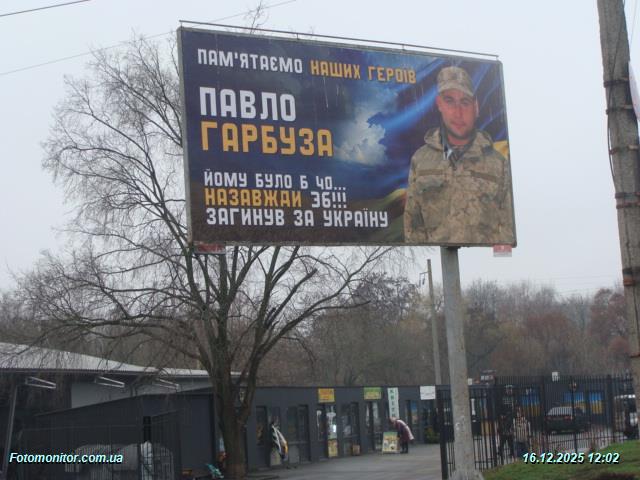 ПАМ'ЯТАЄМО НАШИХ ГЕРОЇВ
ПАВЛО
ГАРБУЗА
ЙОМУ БУЛО Б 40...
НАЗАВЖДИ 36!!!
ЗАГИНУВ ЗА УКРАЇНУ
Fotomonitor.com.ua
16.12.2025 12:02